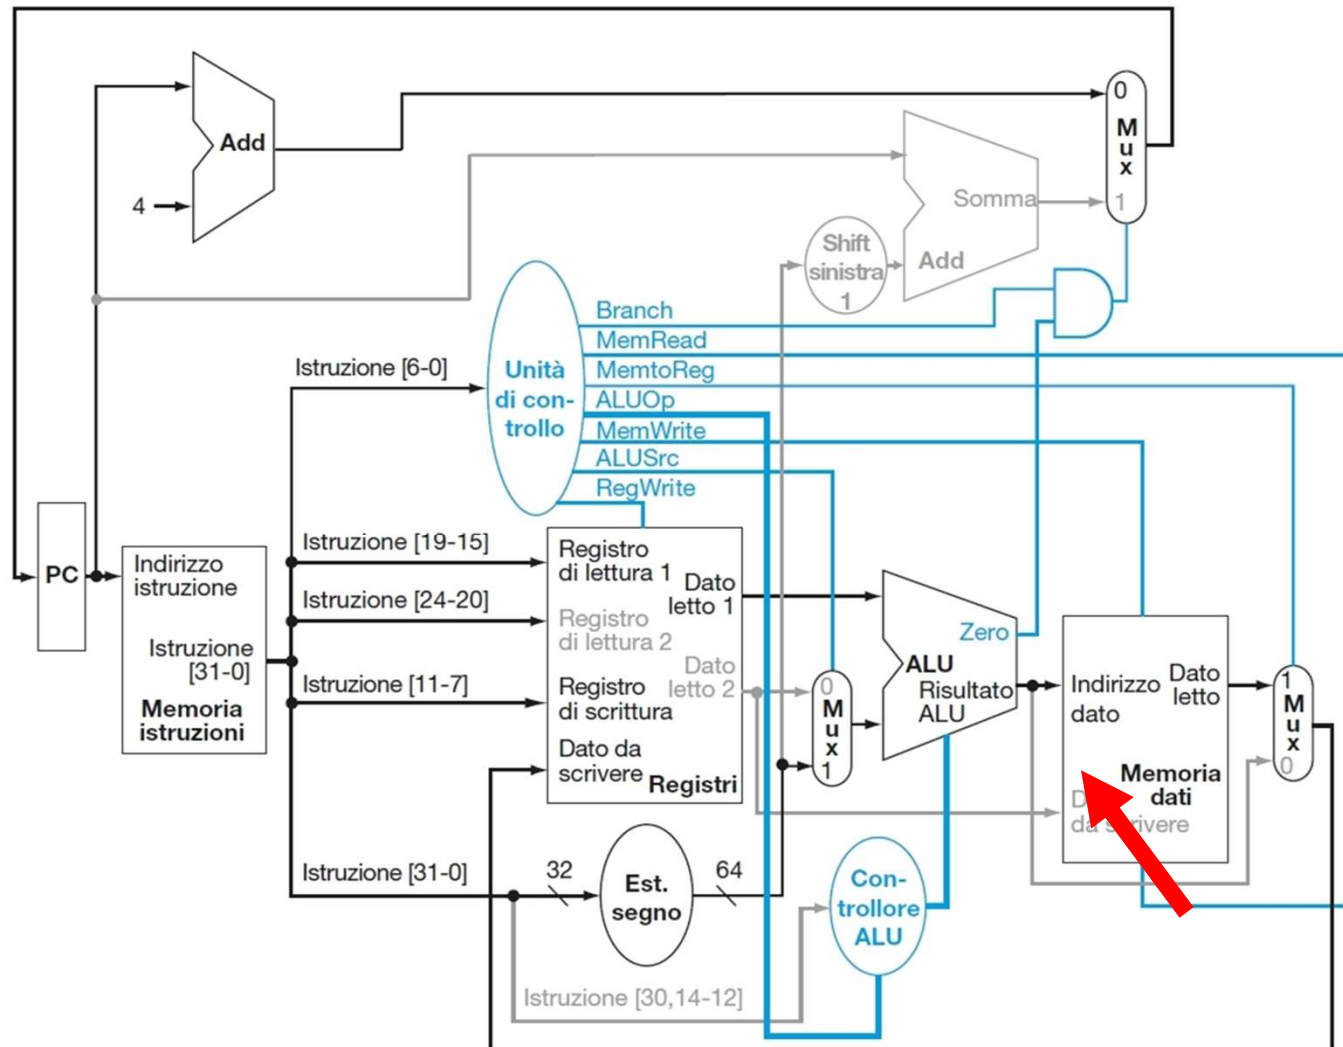 0
M
u
x
1
Add
4
Somma
Add
Shift
sinistra
1
Branch
MemRead
MemtoReg
ALUOp
MemWrite
ALUSrc
RegWrite
Unità
di con-
trollo
Istruzione [6-0]
Istruzione [19-15]
Istruzione [24-20]
Istruzione [11-7]
Istruzione [31-0]
PC
Indirizzo
istruzione
Istruzione
[31-0]
Memoria
istruzioni
Registro
di lettura 1
Registro
di lettura 2
Registro
di scrittura
Dato da
scrivere
Dato
letto 1
Dato
letto 2
Registri
0
M
u
x
1
Zero
ALU
Risultato
ALU
Indirizzo
dato
Dato
letto
Memoria
dati
da scrivere
1
M
u
x
0
32
Est.
segno
64
Con-
trollore
ALU
Istruzione [30,14-12]